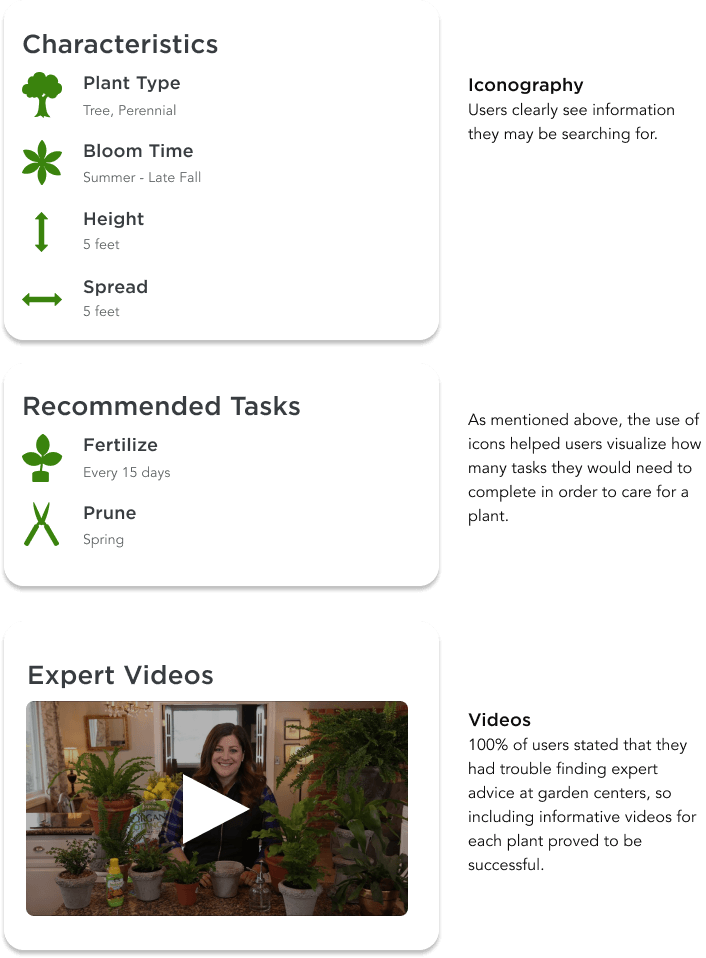 Characteristics
Plant Type
Tree, Perennial
Bloom Time
Summer - Late Fall
Height
5 feet
Spread
5 feet
Iconography
Users clearly see information
they may be searching for.
Recommended Tasks
Fertilize
Every 15 days
Prune
Spring
As mentioned above, the use of
icons helped users visualize how
many tasks they would need to
complete in order to care for a
plant.
Expert Videos
Videos
100% of users stated that they
had trouble finding expert
advice at garden centers, so
including informative videos for
each plant proved to be
successful.